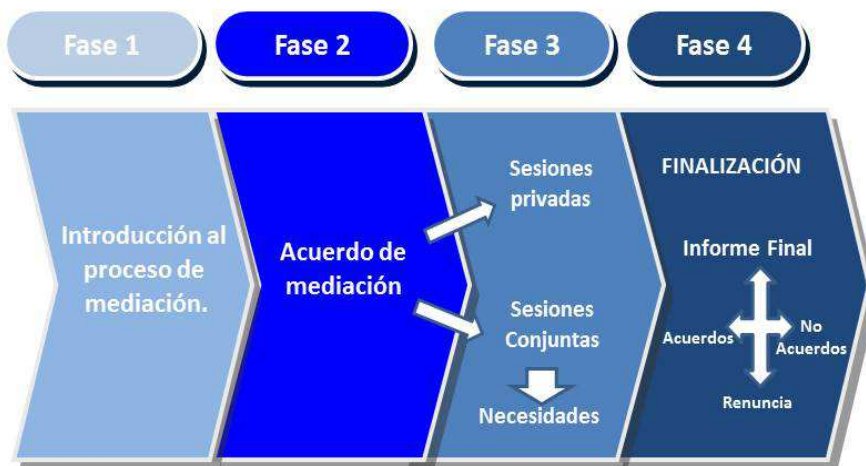 Fase 1
Fase 2
Fase 3
Fase 4
Introducción al
proceso de
mediación.
Acuerdo de
mediación
Sesiones
privadas
Sesiones
Conjuntas
Necesidades
FINALIZACIÓN
Informe Final
Acuerdos
No
Acuerdos
Renuncia